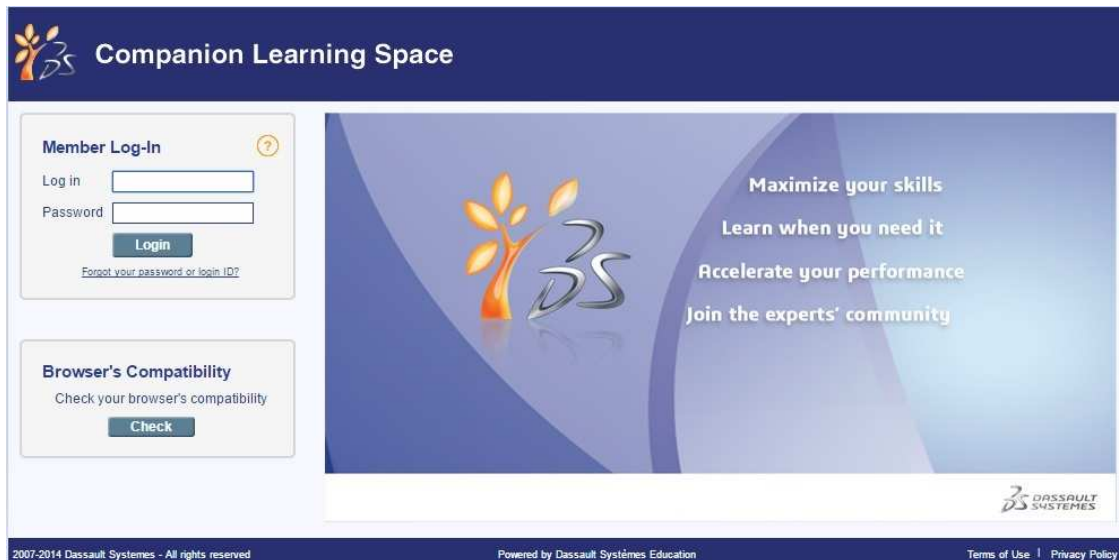 Companion Learning Space
Member Log-In
?
Log in
Password
Login
Forgot your password or login ID?
Browser's Compatibility
Check your browser's compatibility
Check
Maximize your skills
Learn when you need it
Accelerate your performance
Join the experts' community
DASSAULT
SYSTEMES
2007-2014 Dassault Systemes - All rights reserved
Powered by Dassault Systèmes Education
Terms of Use | Privacy Policy